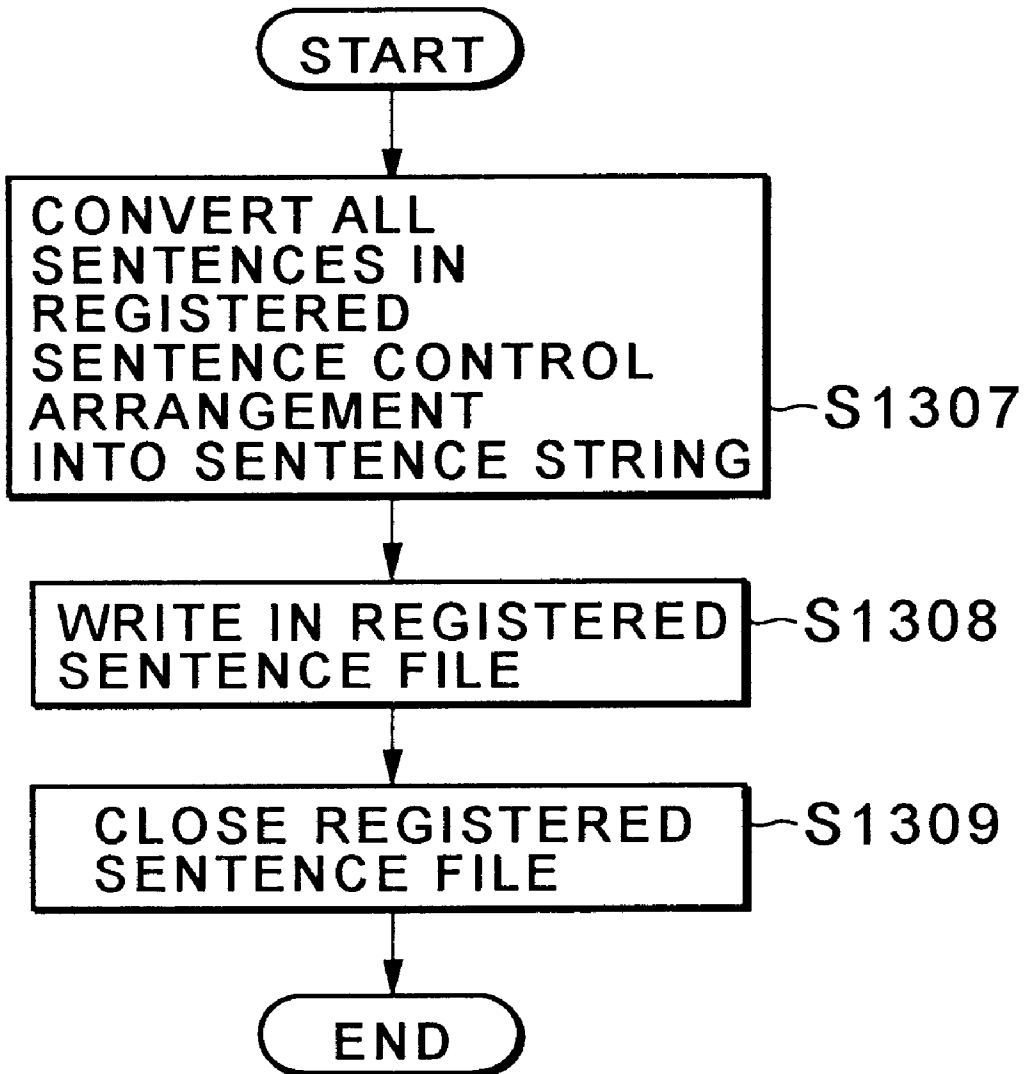 START
CONVERT ALL
SENTENCES IN
REGISTERED
SENTENCE CONTROL
ARRANGEMENT
INTO SENTENCE STRING
S1307
WRITE IN REGISTERED
SENTENCE FILE
S1308
CLOSE REGISTERED
SENTENCE FILE
S1309
END